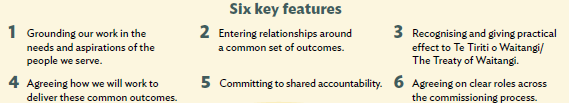 Six key features
1 Grounding our work in the
needs and aspirations of the
people we serve.
2 Entering relationships around
a common set of outcomes.
3 Recognising and giving practical
effect to Te Tiriti o Waitangi/
The Treaty of Waitangi.
4 Agreeing how we will work to
deliver these common outcomes.
5 Committing to shared accountability.
6 Agreeing on clear roles across
the commissioning process.